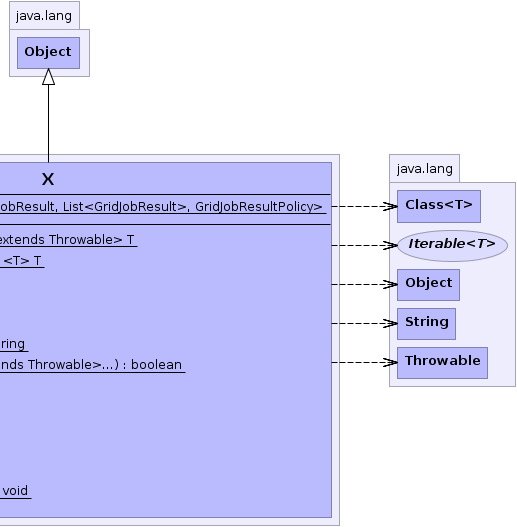 java.lang
Object
X
obResult, List<GridJobResult>, GridJobResultPolicy>
extends Throwable> T
<T> T
ring
nds Throwable>...) : boolean
void
java.lang
Class<T>
Iterable<T>
Object
String
Throwable